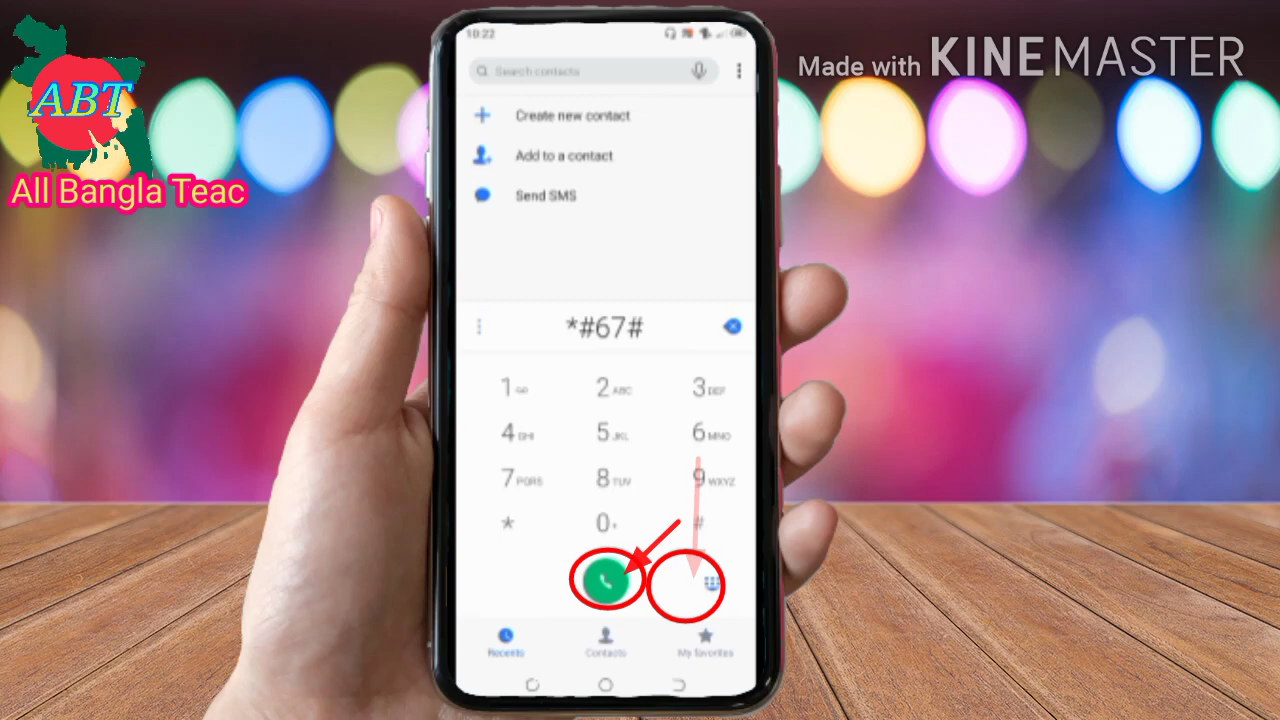 ABT
All Bangla Teac
Made with KINEMASTER
10:22
Search contacts
Create new contact
Add to a contact
Send SMS
*#67#
1
2 ABC
3 DEF
4 GHI
5 JKL
6 MNO
7 PQRS
8 TUV
9 WXYZ
*
0 +
#
Recents
Contacts
My favorites